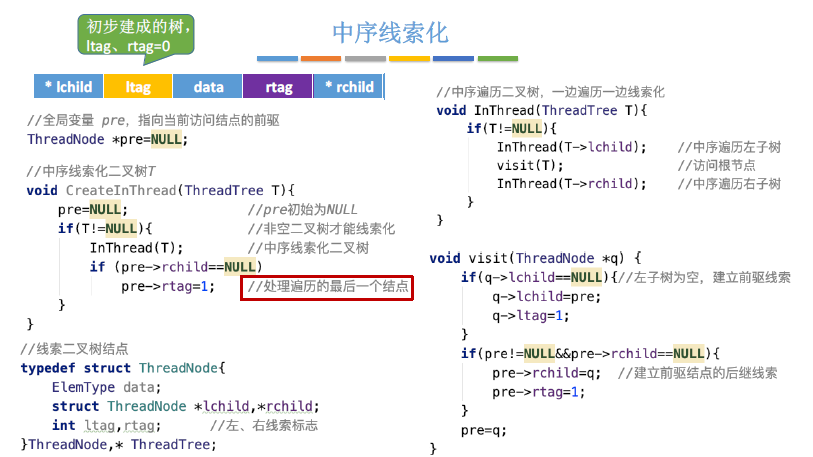 初步建成的树，
ltag、rtag=0
中序线索化
* lchild ltag data rtag * rchild
//全局变量 pre，指向当前访问结点的前驱
ThreadNode *pre=NULL;
//中序线索化二叉树T
void CreateInThread(ThreadTree T){
pre=NULL; //pre初始为NULL
if(T!=NULL){ //非空二叉树才能线索化
InThread(T); //中序线索化二叉树
if (pre->rchild==NULL)
pre->rtag=1; //处理遍历的最后一个结点
}
}
//线索二叉树结点
typedef struct ThreadNode{
ElemType data;
struct ThreadNode *lchild,*rchild;
int ltag,rtag; //左、右线索标志
}ThreadNode,* ThreadTree;
//中序遍历二叉树，一边遍历一边线索化
void InThread(ThreadTree T){
if(T!=NULL){
InThread(T->lchild); //中序遍历左子树
visit(T); //访问根节点
InThread(T->rchild); //中序遍历右子树
}
}
void visit(ThreadNode *q) {
if(q->lchild==NULL){//左子树为空，建立前驱线索
q->lchild=pre;
q->ltag=1;
}
if(pre!=NULL&&pre->rchild==NULL){
pre->rchild=q; //建立前驱结点的后继线索
pre->rtag=1;
}
pre=q;
}